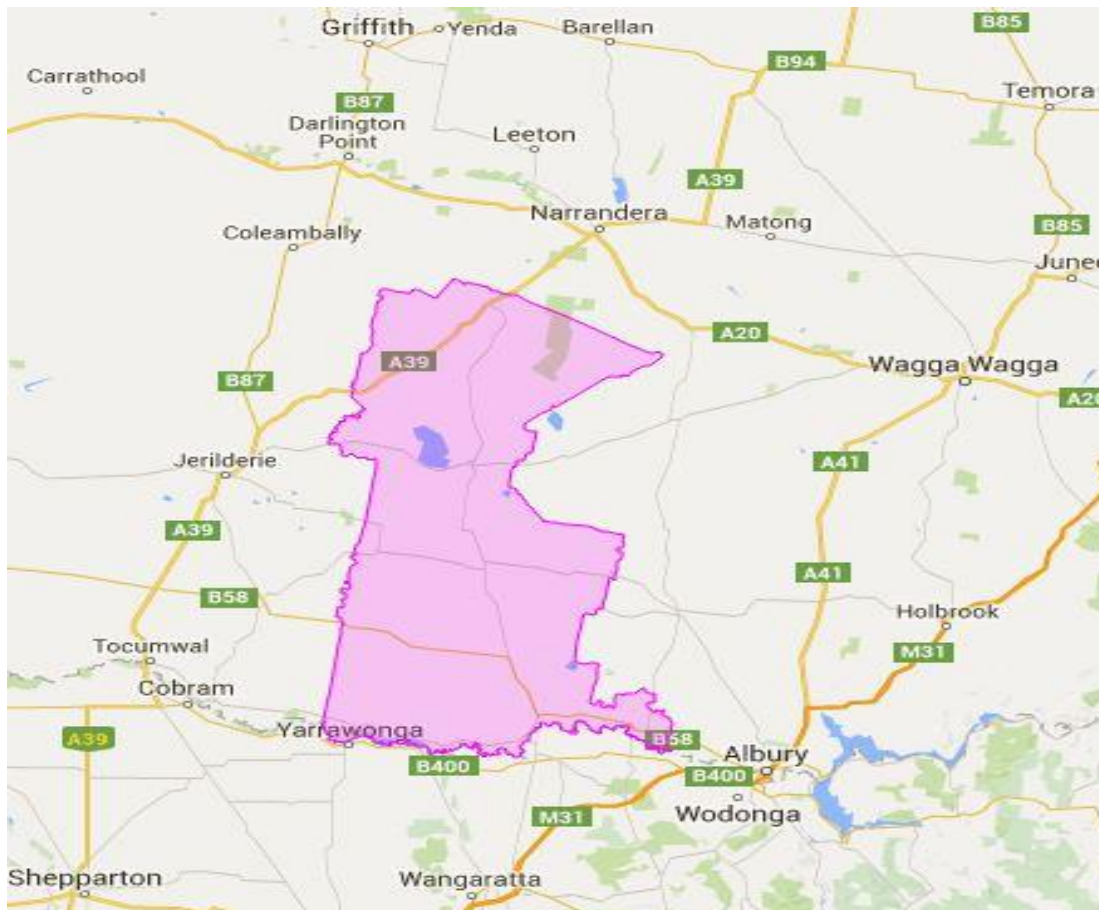 B85
Griffith
Yenda
Barellan
B94
Carrathool
Temora
B87
Darlington
Point
Leeton
A39
Narrandera
Matong
B85
Coleambally
June
A20
A39
B87
Wagga Wagga
A20
Jerilderie
A41
A39
A41
B58
Holbrook
Tocumwal
M31
Cobram
A39
Yarrawonga
B58
B400
Albury
B400
Wodonga
M31
Shepparton
Wangaratta